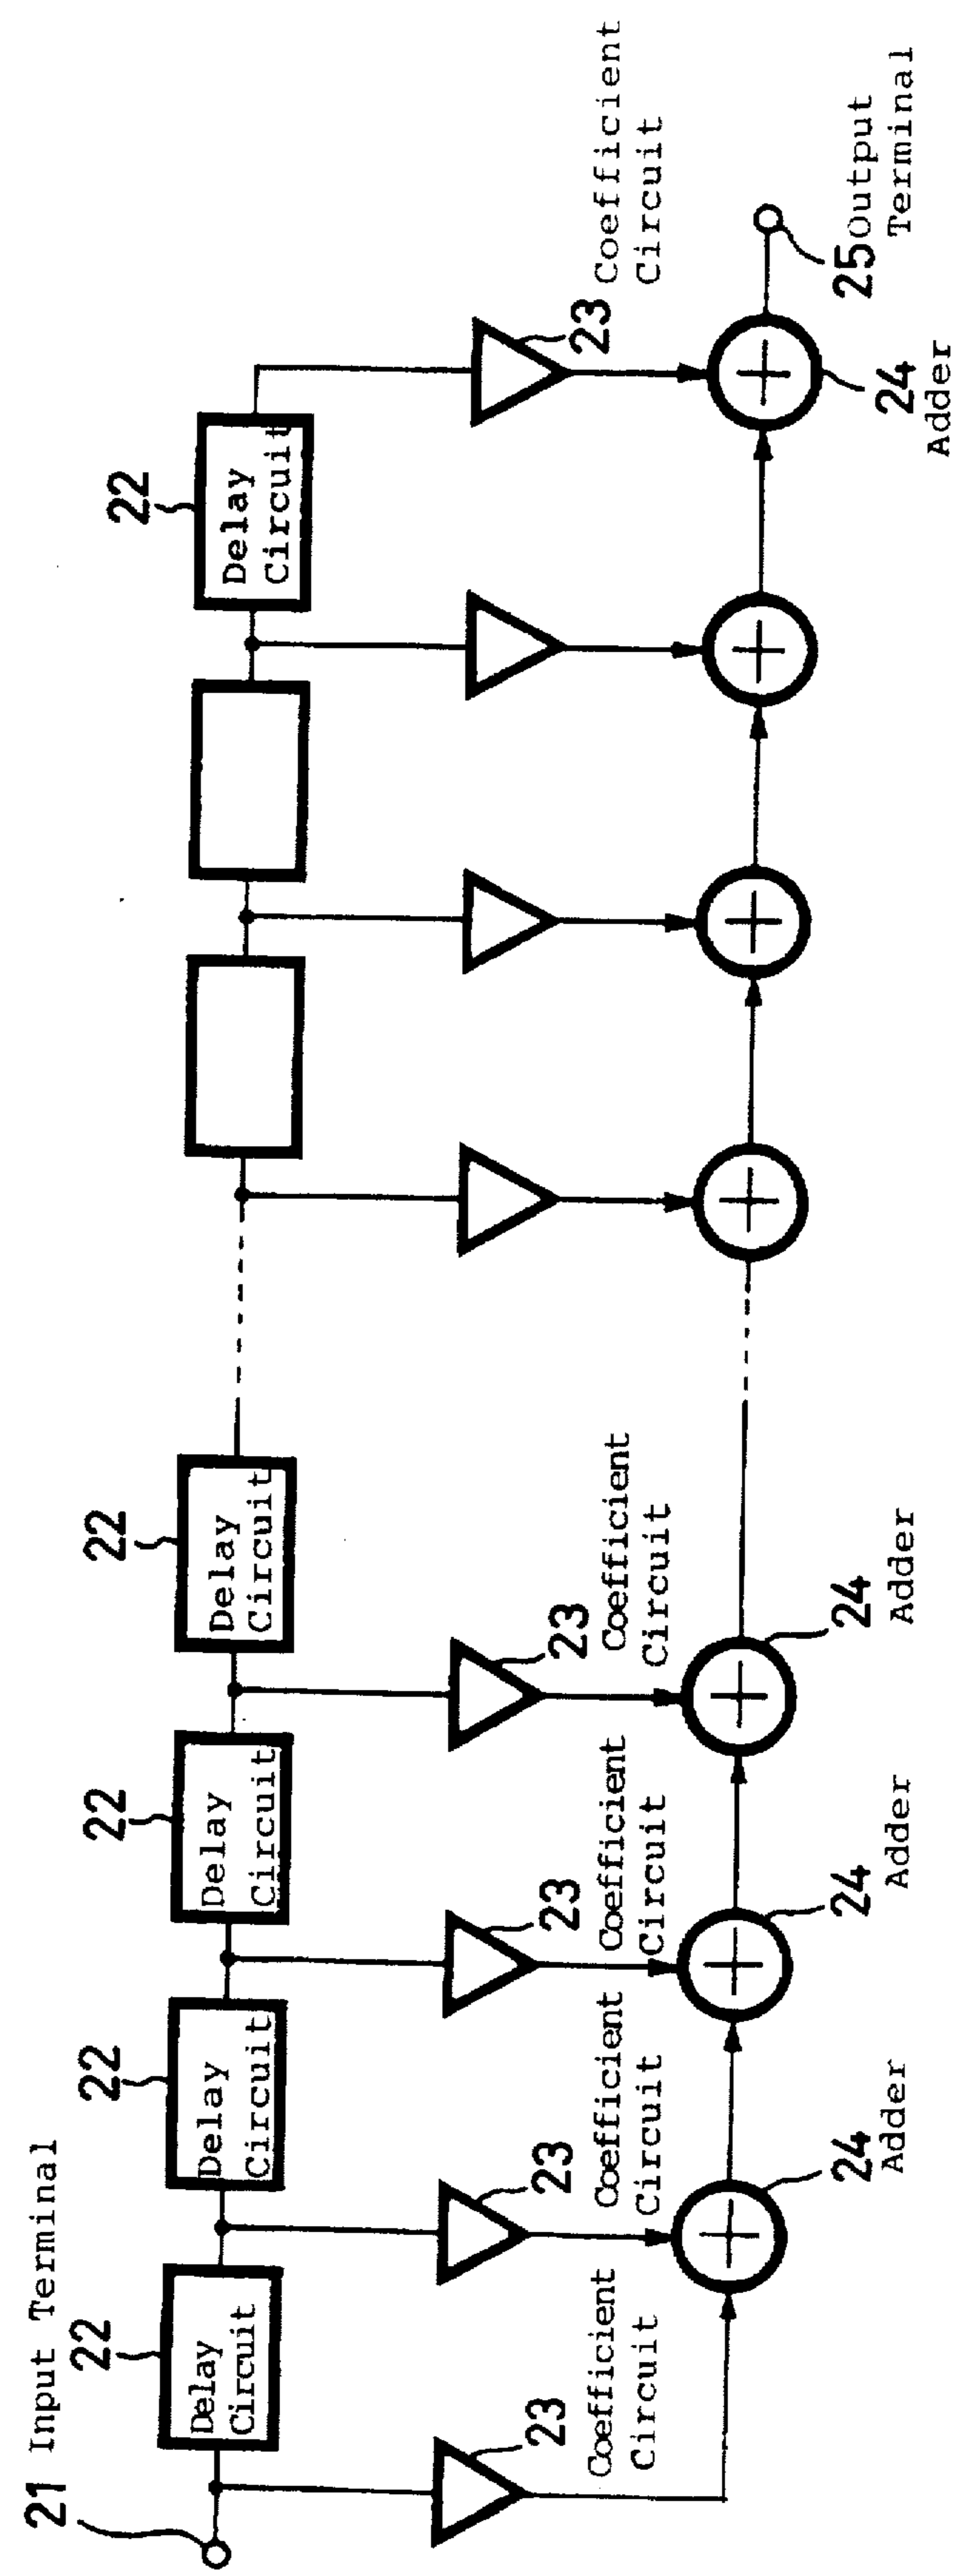 21 Input Terminal
22
22
22
22
22
Delay
Circuit
Delay
Circuit
Delay
Circuit
Delay
Circuit
Delay
Circuit
23
Coefficient
Circuit
23
Coefficient
Circuit
23
Coefficient
Circuit
23
Coefficient
Circuit
23
Coefficient
Circuit
24
Adder
24
Adder
24
Adder
24
Adder
25 Output
Terminal